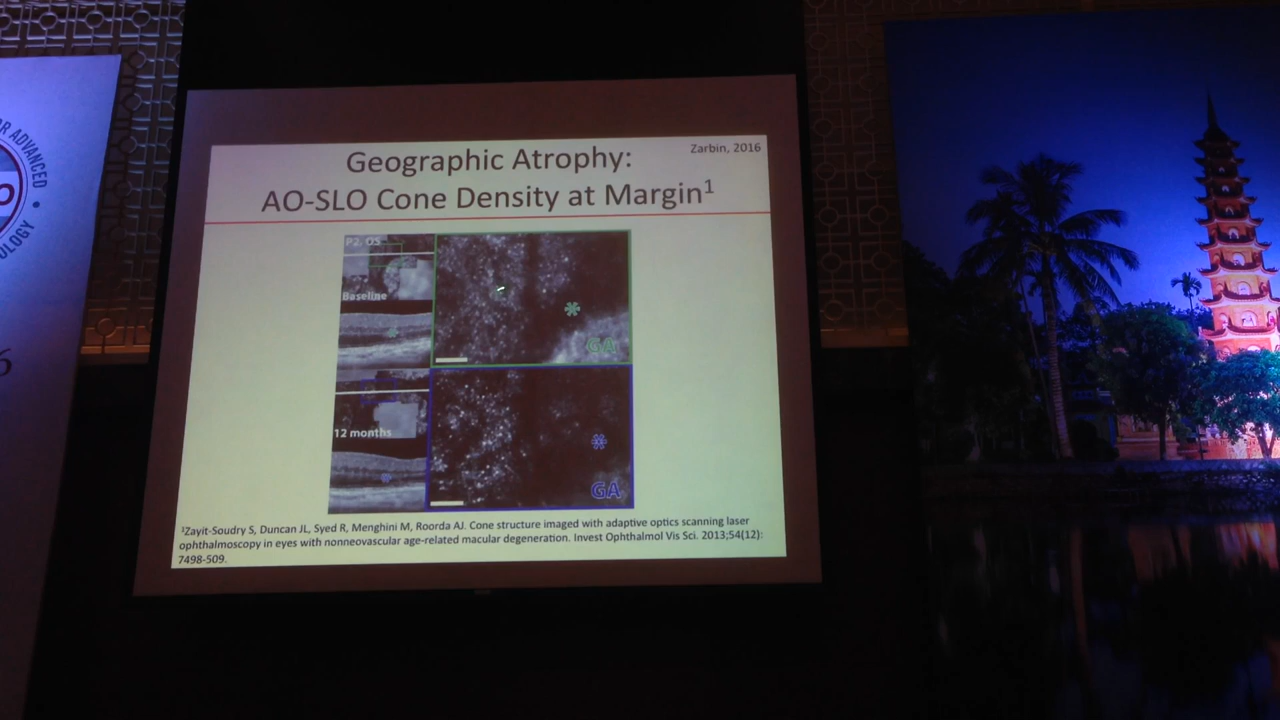 OR ADVANCED
O
OLOGY •
6
Geographic Atrophy:
Zarbin, 2016
AO-SLO Cone Density at Margin¹
P2, OS
Baseline
GA
12 months
GA
¹Zayit-Soudry S, Duncan JL, Syed R, Menghini M, Roorda AJ. Cone structure imaged with adaptive optics scanning laser
ophthalmoscopy in eyes with nonneovascular age-related macular degeneration. Invest Ophthalmol Vis Sci. 2013;54(12):
7498-509.